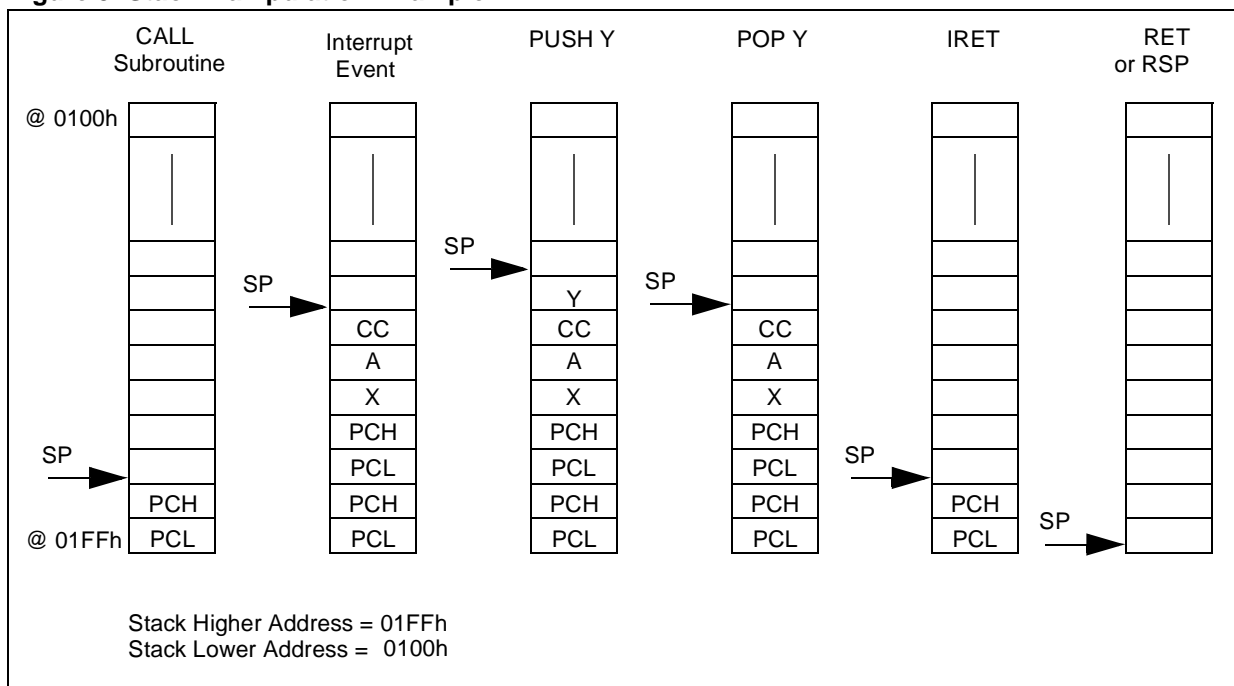 CALL
Subroutine
Interrupt
Event
PUSH Y
POP Y
IRET
RET
or RSP
@ 0100h
SP
SP
SP
Y
CC
CC
CC
A
A
A
X
X
X
PCH
PCH
PCH
SP
PCL
PCL
PCL
SP
PCH
PCH
PCH
PCH
PCH
SP
@ 01FFh
PCL
PCL
PCL
PCL
PCL
Stack Higher Address = 01FFh
Stack Lower Address = 0100h